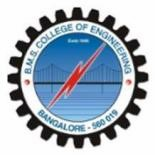 B.M.S. COLLEGE OF ENGINEERING
Estd. 1946
BANGALORE - 560 019